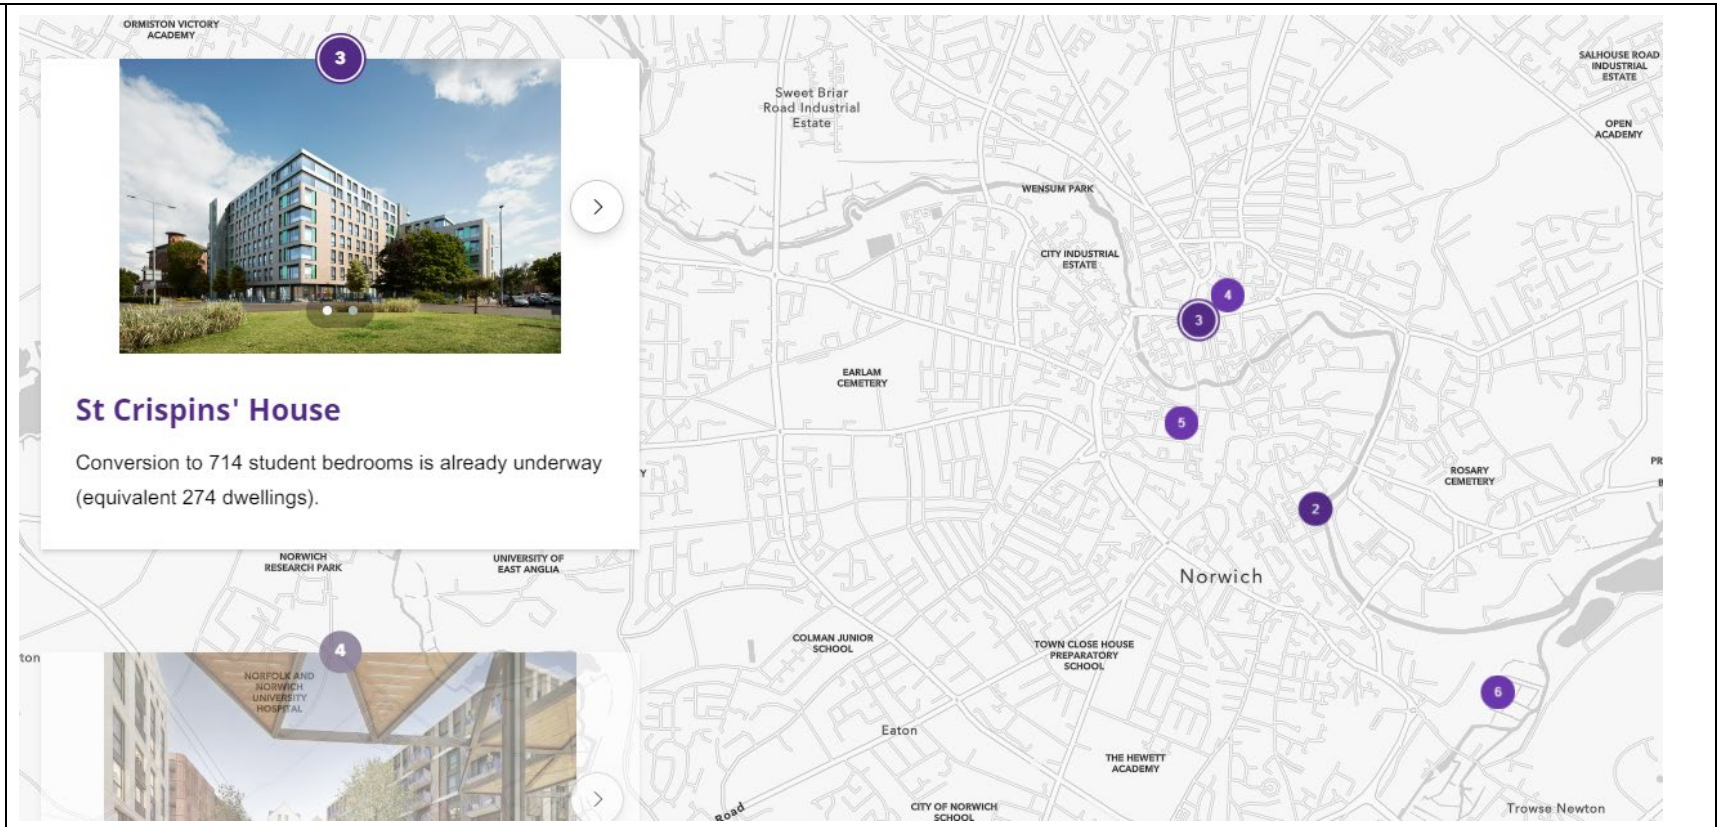 ORMISTON VICTORY
ACADEMY
3
St Crispins' House
Conversion to 714 student bedrooms is already underway
(equivalent 274 dwellings).
NORWICH
RESEARCH PARK
UNIVERSITY OF
EAST ANGLIA
ton
4
NORFOLK AND
NORWICH
UNIVERSITY
HOSPITAL
Sweet Briar
Road Industrial
Estate
SALHOUSE ROAD
INDUSTRIAL
ESTATE
OPEN
ACADEMY
WENSUM PARK
CITY INDUSTRIAL
ESTATE
4
3
EARLAM
CEMETERY
5
Y
ROSARY
CEMETERY
PR
2
Norwich
COLMAN JUNIOR
SCHOOL
TOWN CLOSE HOUSE
PREPARATORY
SCHOOL
6
Eaton
THE HEWETT
ACADEMY
Road
CITY OF NORWICH
SCHOOL
Trowse Newton